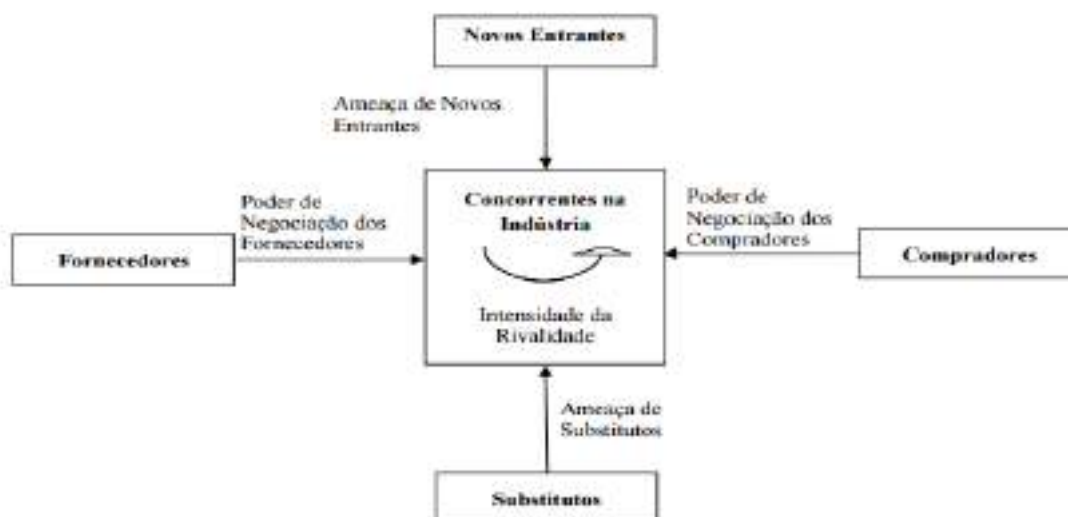 Novos Entrantes
Ameaça de Novos
Entrantes
Concorrentes na
Indústria
Intensidade da
Rivalidade
Poder de
Negociação dos
Fornecedores
Fornecedores
Poder de
Negociação dos
Compradores
Compradores
Ameaça de
Substitutos
Substitutos